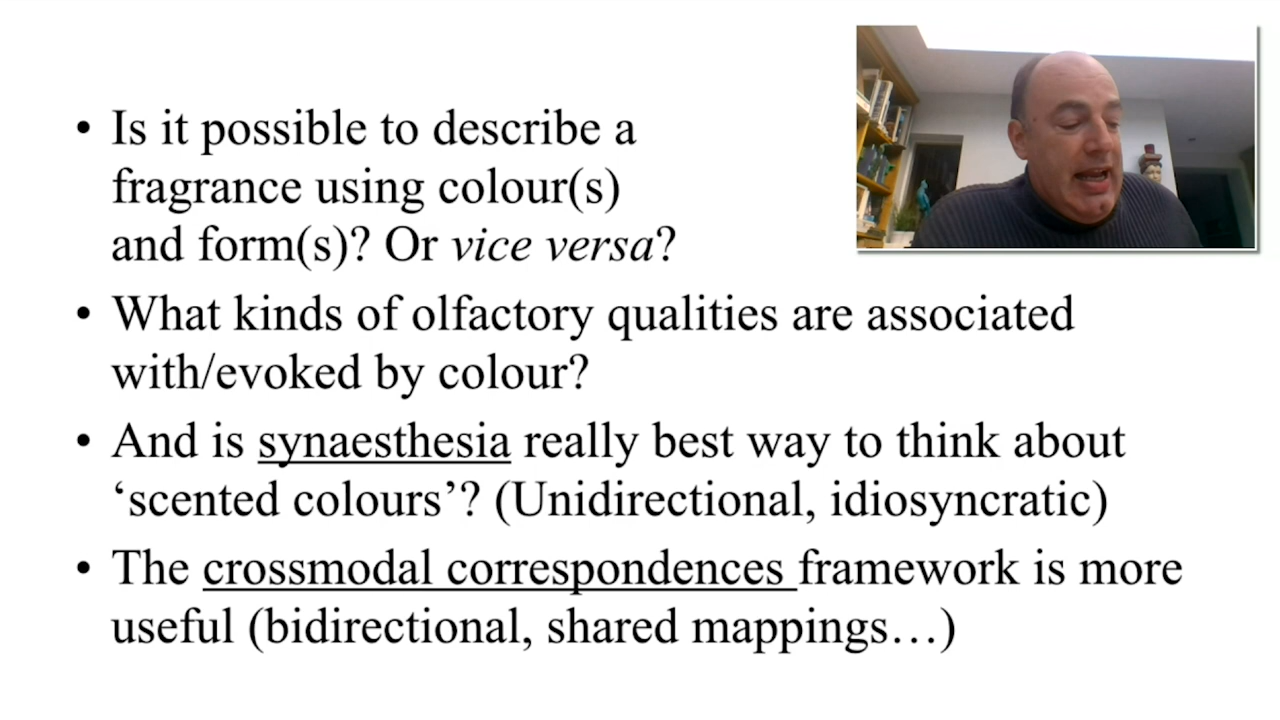 • Is it possible to describe a
fragrance using colour(s)
and form(s)? Or vice versa?
• What kinds of olfactory qualities are associated
with/evoked by colour?
• And is synaesthesia really best way to think about
‘scented colours’? (Unidirectional, idiosyncratic)
• The crossmodal correspondences framework is more
useful (bidirectional, shared mappings…)